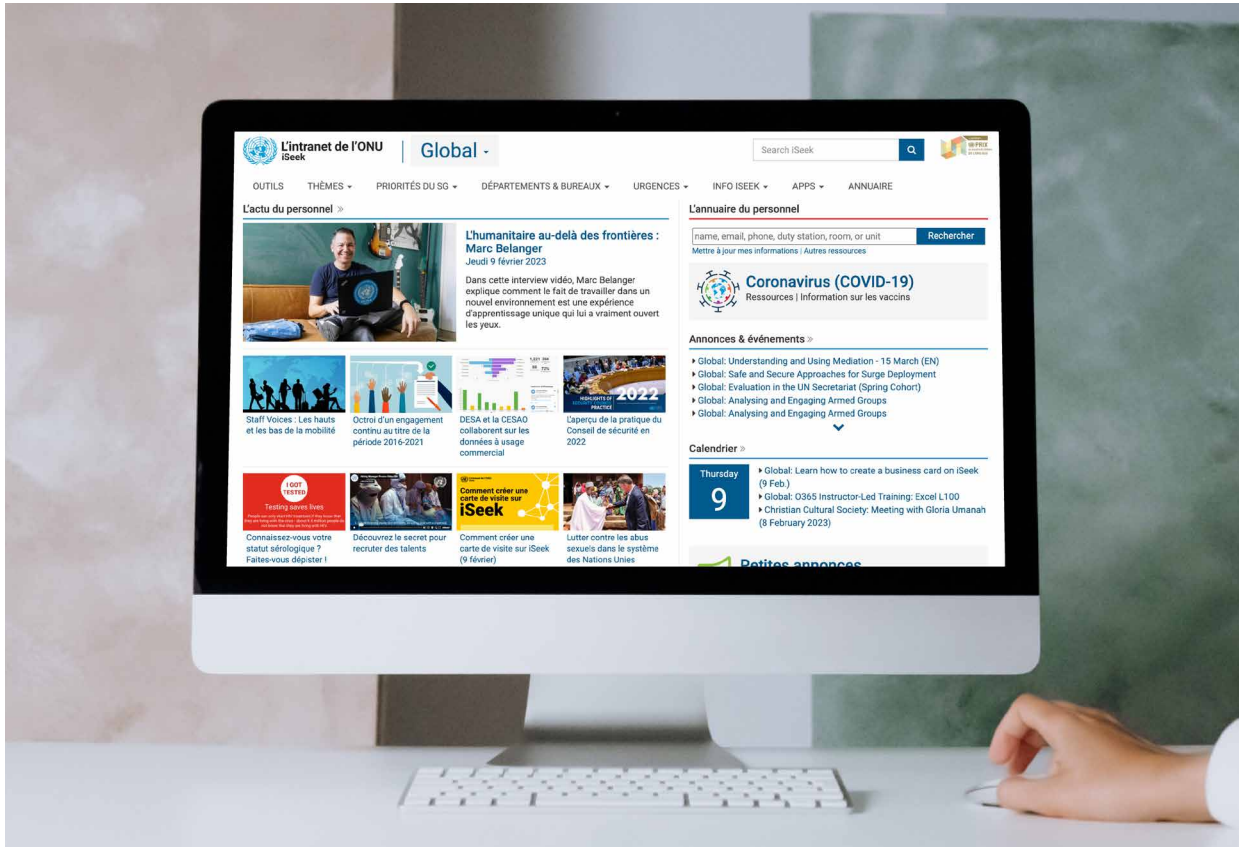 L'intranet de l'ONU
iSeek
Global
Search iSeek
OUTILS
THÈMES
PRIORITÉS DU SG
DÉPARTEMENTS & BUREAUX
URGENCES
INFO ISEEK
APPS
ANNUAIRE
L'actu du personnel »
L'humanitaire au-delà des frontières :
Marc Belanger
Jeudi 9 février 2023
Dans cette interview vidéo, Marc Belanger
explique comment le fait de travailler dans un
nouvel environnement est une expérience
d'apprentissage unique qui lui a vraiment ouvert
les yeux.
Staff Voices : Les hauts
et les bas de la mobilité
Octroi d'un engagement
continu au titre de la
période 2016-2021
DESA et la CESAO
collaborent sur les
données à usage
commercial
HIGHLIGHTS OF
SECURITY COUNCIL
PRACTICE
2022
L'aperçu de la pratique du
Conseil de sécurité en
2022
I GOT
TESTED
Testing saves lives
Connaissez-vous votre
statut sérologique ?
Faites-vous dépister !
Découvrez le secret pour
recruter des talents
Comment créer une
carte de visite sur
iSeek
Comment créer une
carte de visite sur iSeek
(9 février)
Lutter contre les abus
sexuels dans le système
des Nations Unies
L'annuaire du personnel
name, email, phone, duty station, room, or unit
Rechercher
Mettre à jour mes informations | Autres ressources
Coronavirus (COVID-19)
Ressources | Information sur les vaccins
Annonces & événements »
Global: Understanding and Using Mediation - 15 March (EN)
Global: Safe and Secure Approaches for Surge Deployment
Global: Evaluation in the UN Secretariat (Spring Cohort)
Global: Analysing and Engaging Armed Groups
Global: Analysing and Engaging Armed Groups
Calendrier »
Thursday
9
Global: Learn how to create a business card on iSeek
(9 Feb.)
Global: O365 Instructor-Led Training: Excel L100
Christian Cultural Society: Meeting with Gloria Umanah
(8 February 2023)
Petites annonces